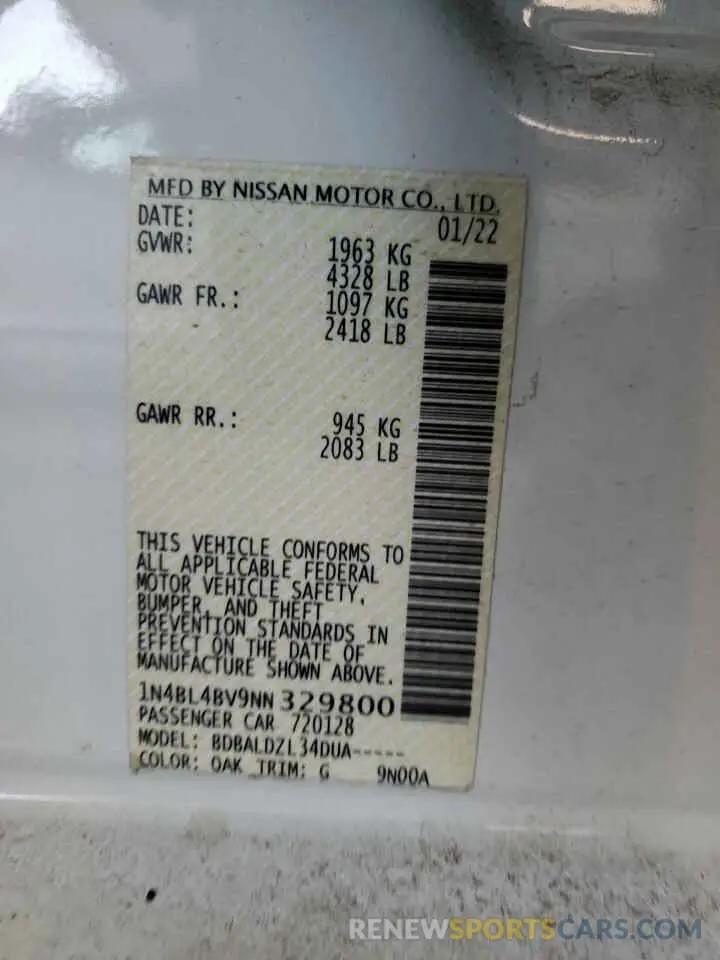 MFD BY NISSAN MOTOR CO., LTD.
DATE: 01/22
GVWR: 1963 KG
4328 LB
GAWR FR.: 1097 KG
2418 LB
GAWR RR.: 945 KG
2083 LB
THIS VEHICLE CONFORMS TO
ALL APPLICABLE FEDERAL
MOTOR VEHICLE SAFETY,
BUMPER, AND THEFT
PREVENTION STANDARDS IN
EFFECT ON THE DATE OF
MANUFACTURE SHOWN ABOVE.
1N4BL4BV9NN329800
PASSENGER CAR 720128
MODEL: BDBALDZL34DUA-----
COLOR: QAK TRIM: G 9N00A
RENEWSPORTSCARS.COM